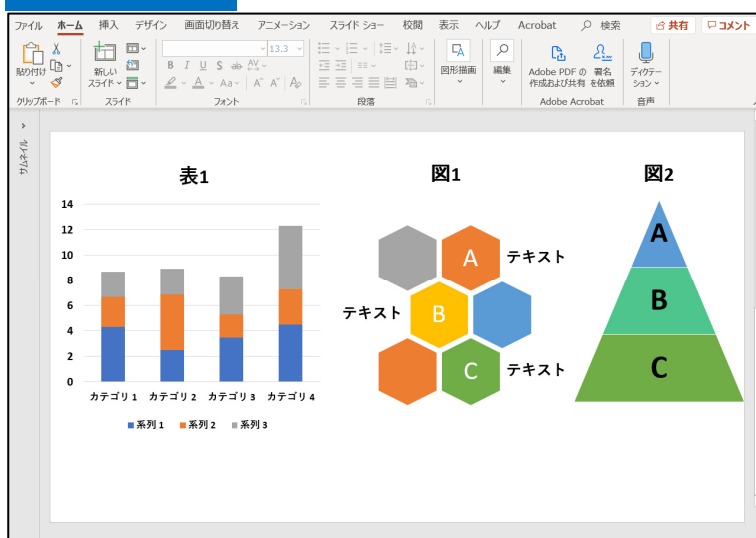 ファイル ホーム 挿入 デザイン 画面切り替え アニメーション スライド ショー 校閲 表示 ヘルプ Acrobat 検索 共有 コメント
13.3
貼り付け
新しい
スライド
B I U S ab AV
A Aa A A A
図形描画
編集
Adobe PDF の
作成および共有
署名
を依頼
ディクテー
ション
クリップボード スライド フォント 段落 Adobe Acrobat 音声
サムネイル
表1
14
12
10
8
6
4
2
0
カテゴリ 1 カテゴリ 2 カテゴリ 3 カテゴリ 4
系列 1 系列 2 系列 3
図1
A テキスト
テキスト B
C テキスト
図2
A
B
C